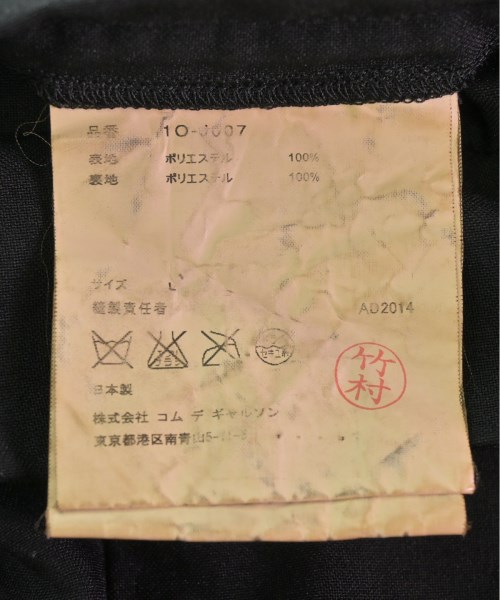 品番 1O-J007
表地 ポリエステル 100%
裏地 ポリエステル 100%
サイズ L
縫製責任者 AD2014
竹村
日本製
株式会社 コム デ ギャルソン
東京都港区南青山5-